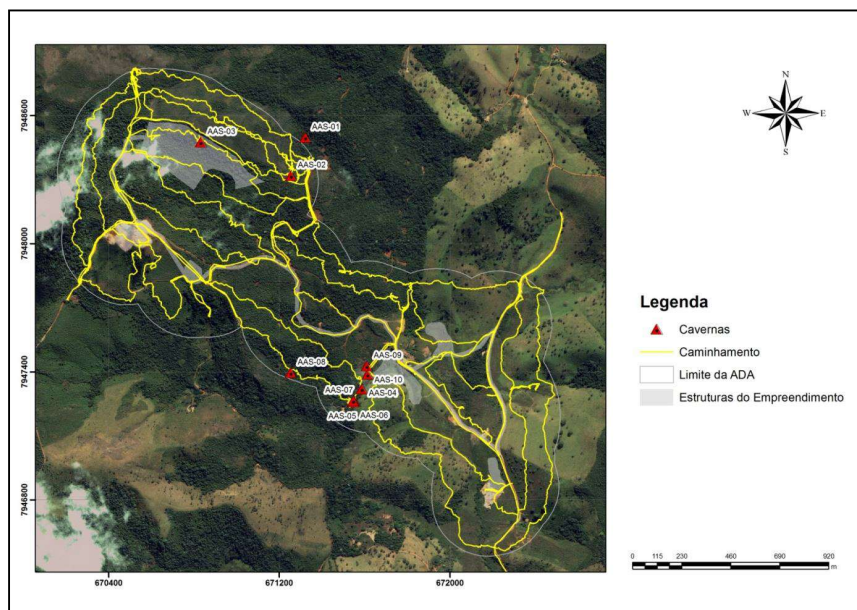 N
W
E
S
7948600
7948000
7947400
7946800
AAS-01
AAS-03
AAS-02
AAS-09
AAS-08
AAS-10
AAS-07
AAS-04
AAS-05
AAS-06
670400
671200
672000
Legenda
Cavernas
Caminhamento
Limite da ADA
Estruturas do Empreendimento
0 115 230 460 690 920
m